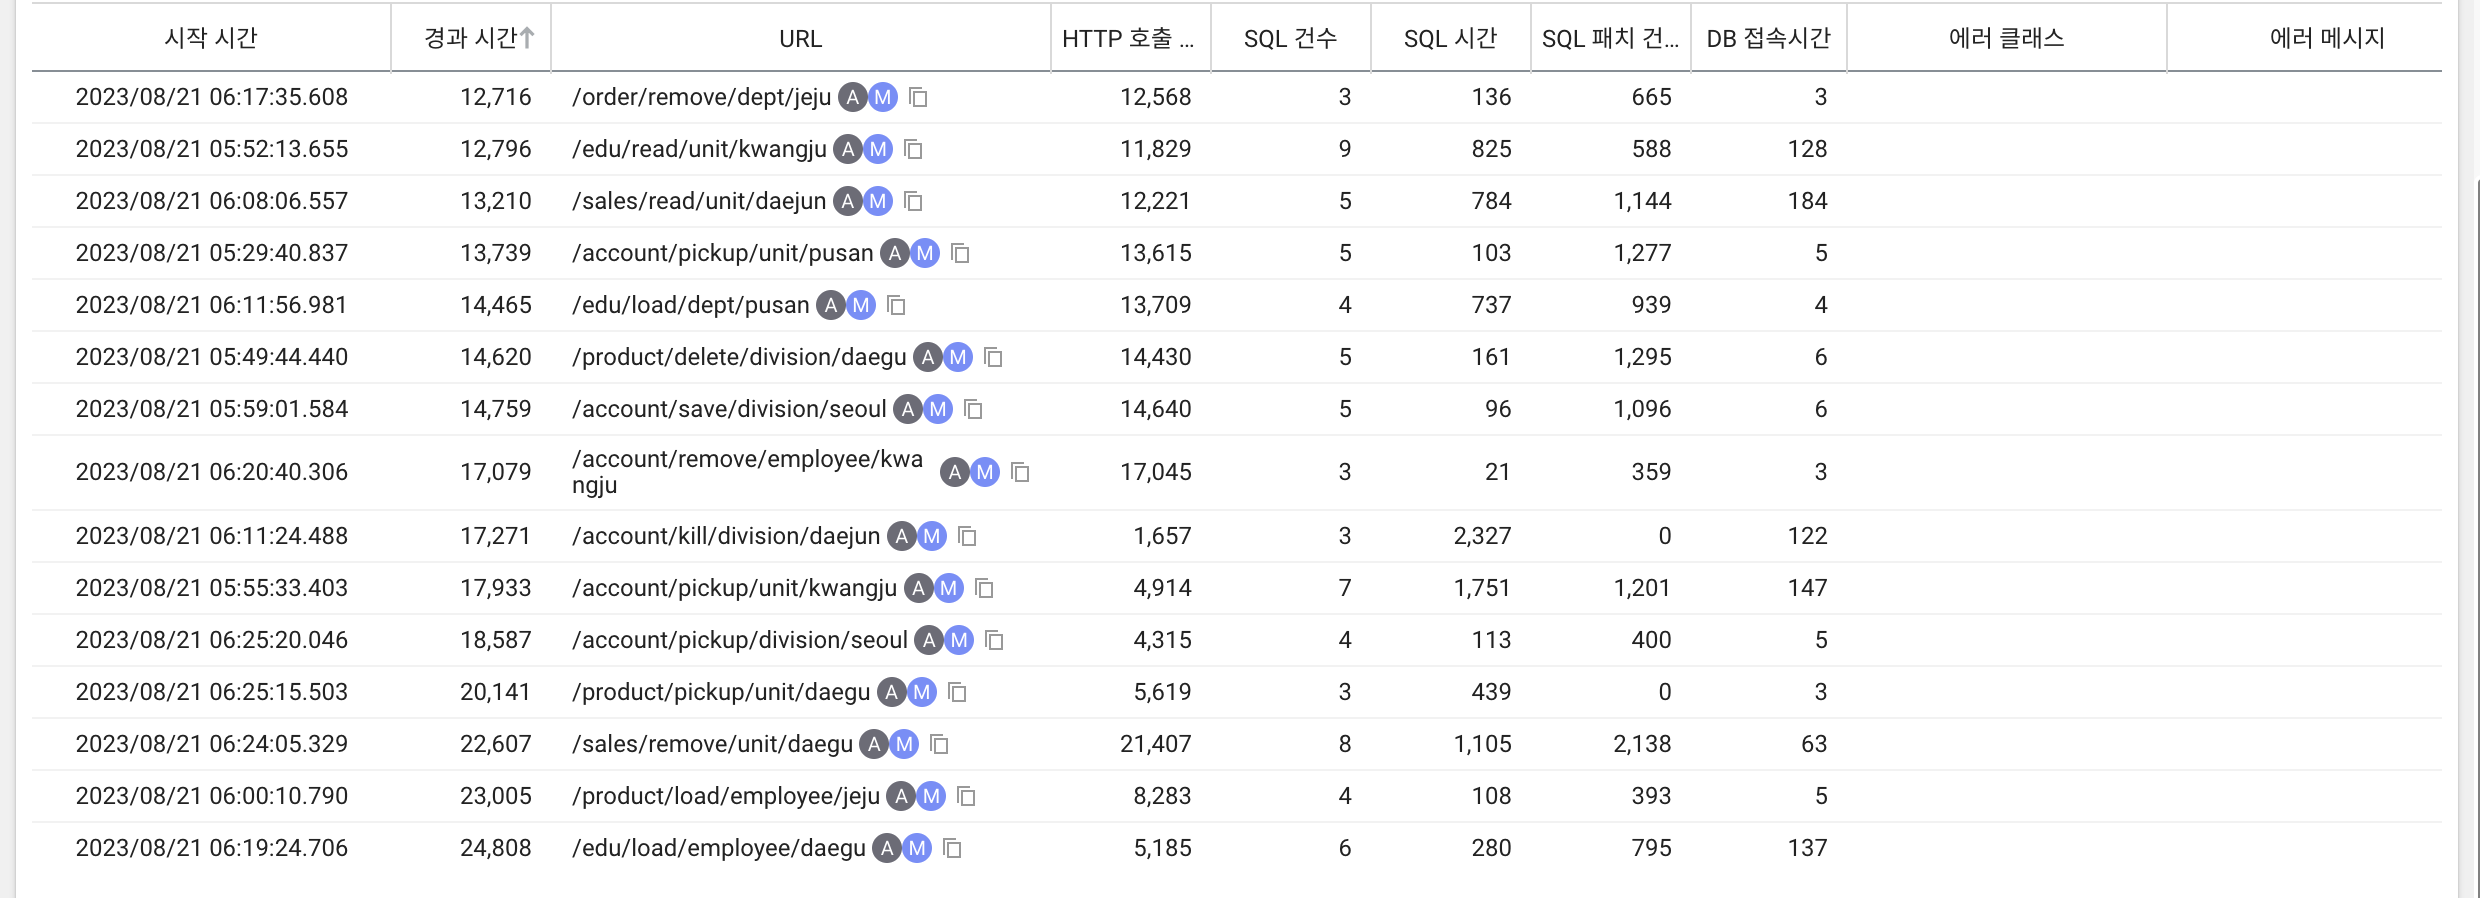 시작 시간 경과 시간↑ URL HTTP 호출 ... SQL 건수 SQL 시간 SQL 패치 건... DB 접속시간 에러 클래스 에러 메시지
2023/08/21 06:17:35.608 12,716 /order/remove/dept/jeju A M 12,568 3 136 665 3
2023/08/21 05:52:13.655 12,796 /edu/read/unit/kwangju A M 11,829 9 825 588 128
2023/08/21 06:08:06.557 13,210 /sales/read/unit/daejun A M 12,221 5 784 1,144 184
2023/08/21 05:29:40.837 13,739 /account/pickup/unit/pusan A M 13,615 5 103 1,277 5
2023/08/21 06:11:56.981 14,465 /edu/load/dept/pusan A M 13,709 4 737 939 4
2023/08/21 05:49:44.440 14,620 /product/delete/division/daegu A M 14,430 5 161 1,295 6
2023/08/21 05:59:01.584 14,759 /account/save/division/seoul A M 14,640 5 96 1,096 6
2023/08/21 06:20:40.306 17,079 /account/remove/employee/kwa
ngju A M 17,045 3 21 359 3
2023/08/21 06:11:24.488 17,271 /account/kill/division/daejun A M 1,657 3 2,327 0 122
2023/08/21 05:55:33.403 17,933 /account/pickup/unit/kwangju A M 4,914 7 1,751 1,201 147
2023/08/21 06:25:20.046 18,587 /account/pickup/division/seoul A M 4,315 4 113 400 5
2023/08/21 06:25:15.503 20,141 /product/pickup/unit/daegu A M 5,619 3 439 0 3
2023/08/21 06:24:05.329 22,607 /sales/remove/unit/daegu A M 21,407 8 1,105 2,138 63
2023/08/21 06:00:10.790 23,005 /product/load/employee/jeju A M 8,283 4 108 393 5
2023/08/21 06:19:24.706 24,808 /edu/load/employee/daegu A M 5,185 6 280 795 137